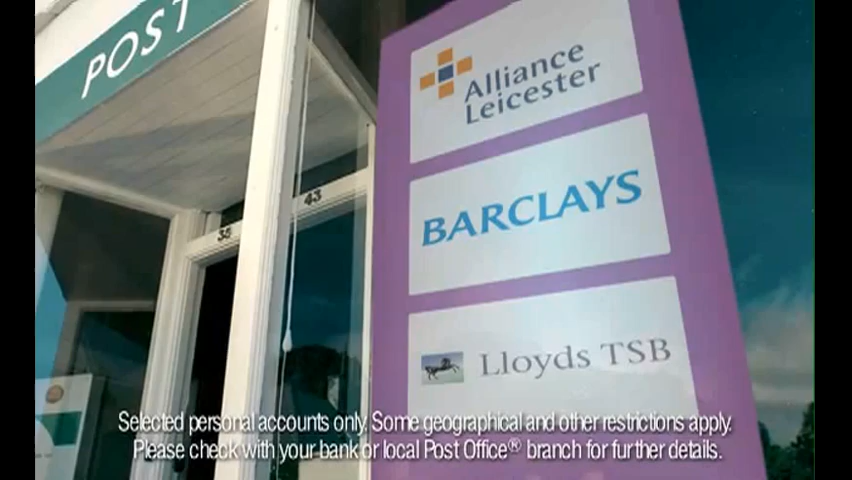 POST
43
35
Alliance
Leicester
BARCLAYS
Lloyds TSB
Selected personal accounts only. Some geographical and other restrictions apply.
Please check with your bank or local Post Office® branch for further details.